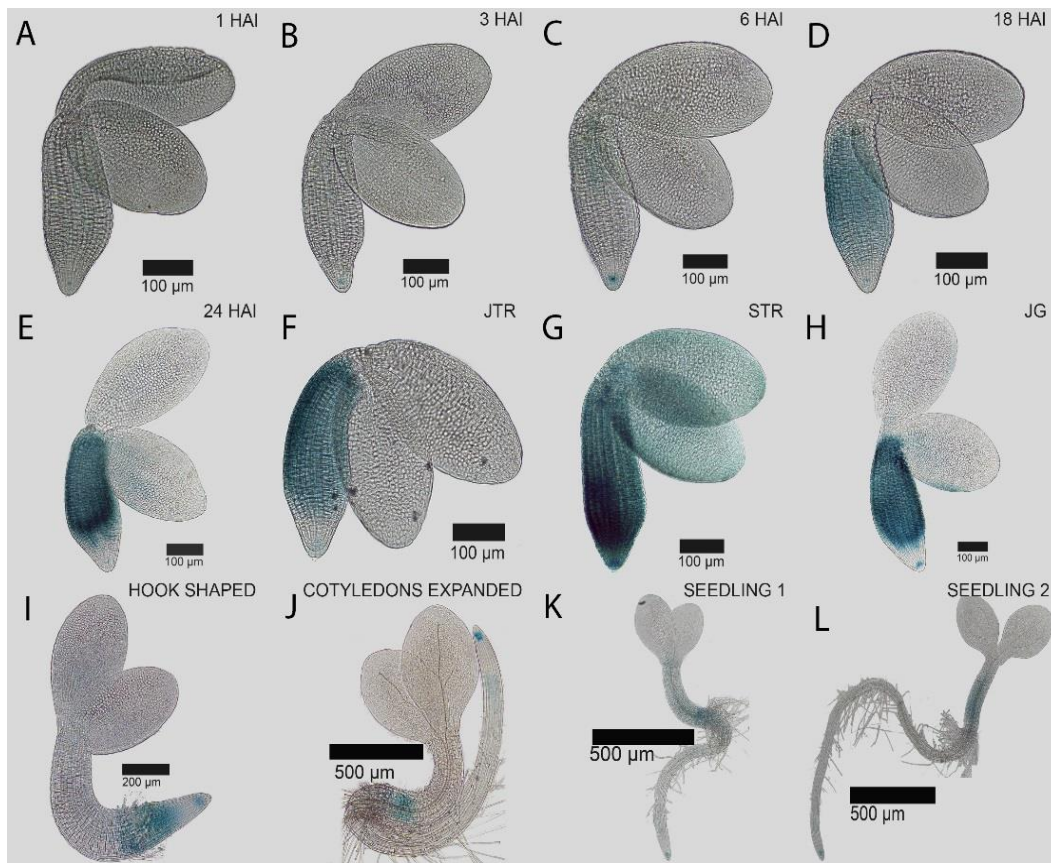 A
1 HAI
B
3 HAI
C
6 HAI
D
18 HAI
100 µm
100 µm
100 µm
100 µm
E
24 HAI
F
JTR
G
STR
H
JG
100 µm
100 µm
100 µm
100 µm
I
HOOK SHAPED
J
COTYLEDONS EXPANDED
K
SEEDLING 1
L
SEEDLING 2
200 µm
500 µm
500 µm
500 µm